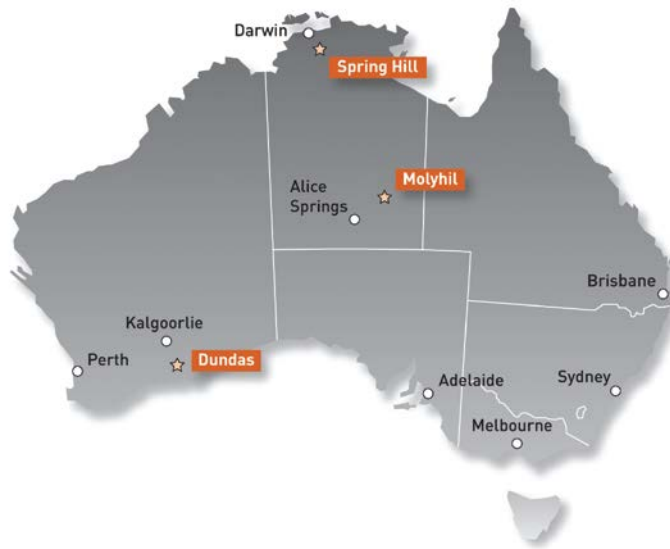 Darwin
Spring Hill
Molyhil
Alice
Springs
Brisbane
Kalgoorlie
Perth
Dundas
Adelaide
Sydney
Melbourne